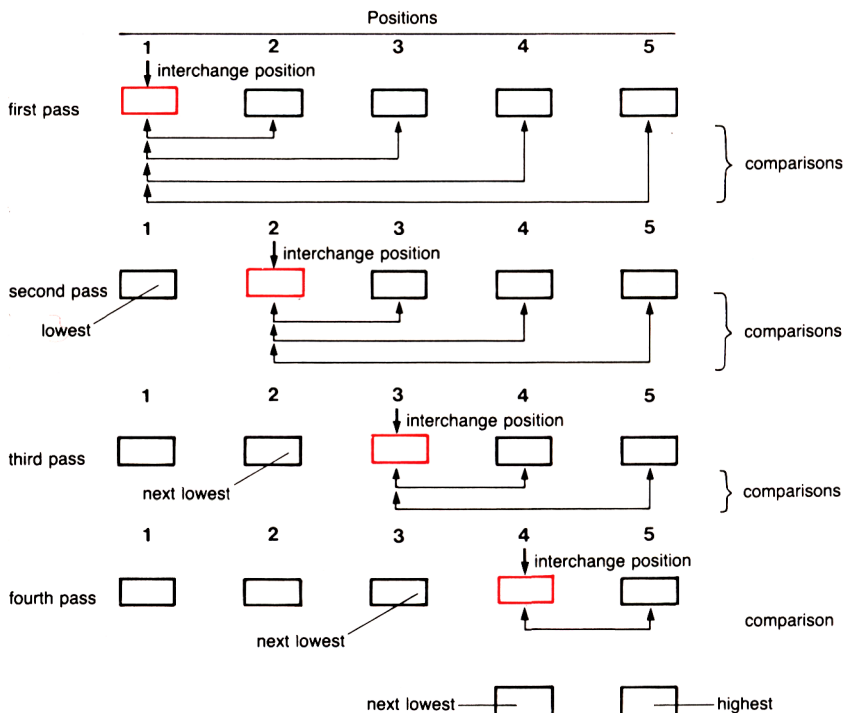 Positions
1 2 3 4 5
interchange position
first pass
comparisons
1 2 3 4 5
interchange position
second pass
lowest
comparisons
1 2 3 4 5
interchange position
third pass
next lowest
comparisons
1 2 3 4 5
interchange position
fourth pass
next lowest
comparison
next lowest
highest